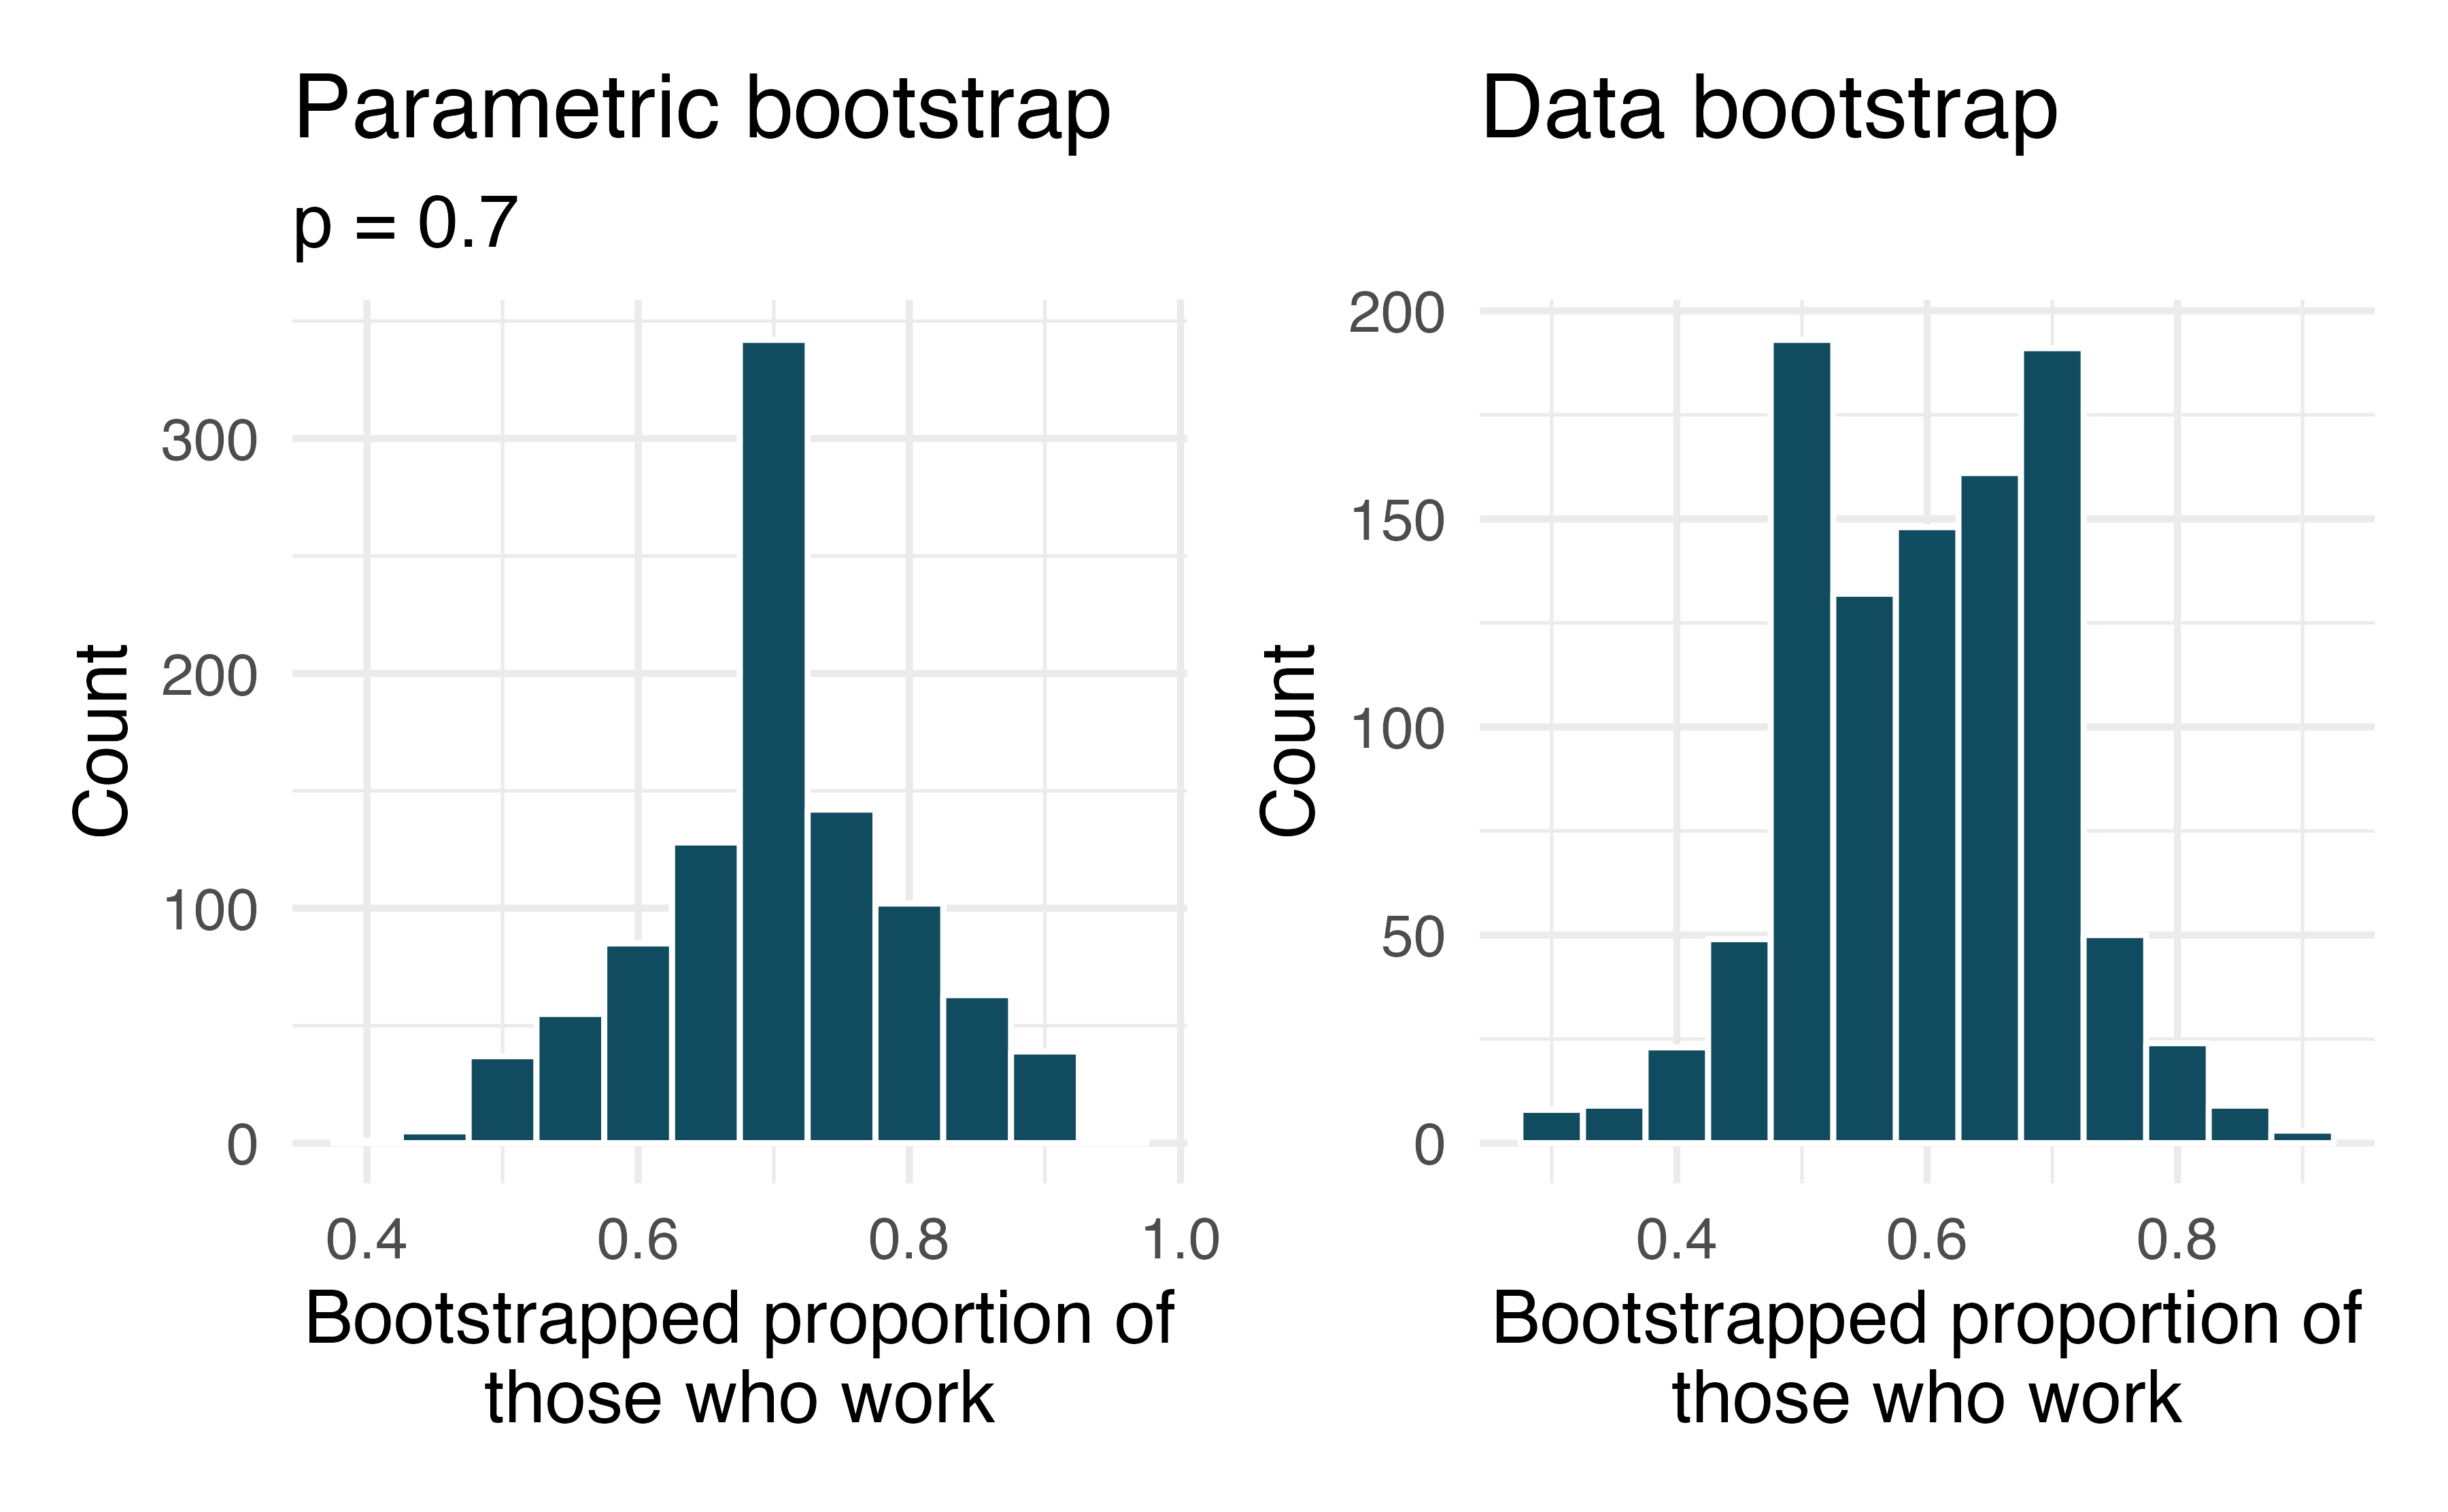 Parametric bootstrap
p = 0.7
Count
300
200
100
0
0.4 0.6 0.8 1.0
Bootstrapped proportion of
those who work
Data bootstrap
Count
200
150
100
50
0
0.4 0.6 0.8
Bootstrapped proportion of
those who work